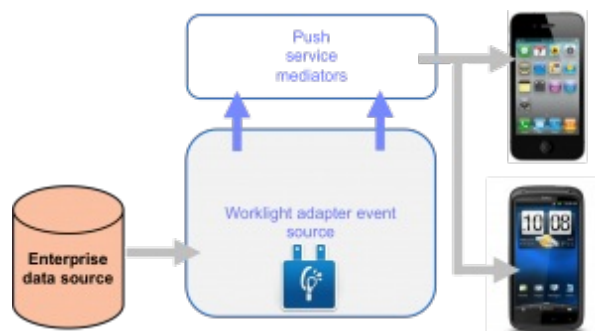 Push
service
mediators
Worklight adapter event
source
Enterprise
data source
10 08